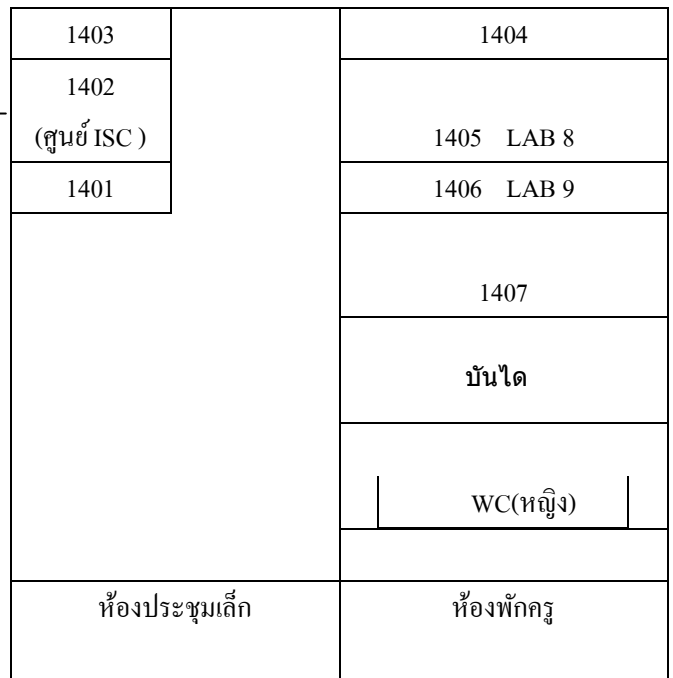 1403
1404
1402
(ศูนย์ ISC )
1405 LAB 8
1401
1406 LAB 9
1407
บันได
WC(หญิง)
ห้องประชุมเล็ก
ห้องพักครู